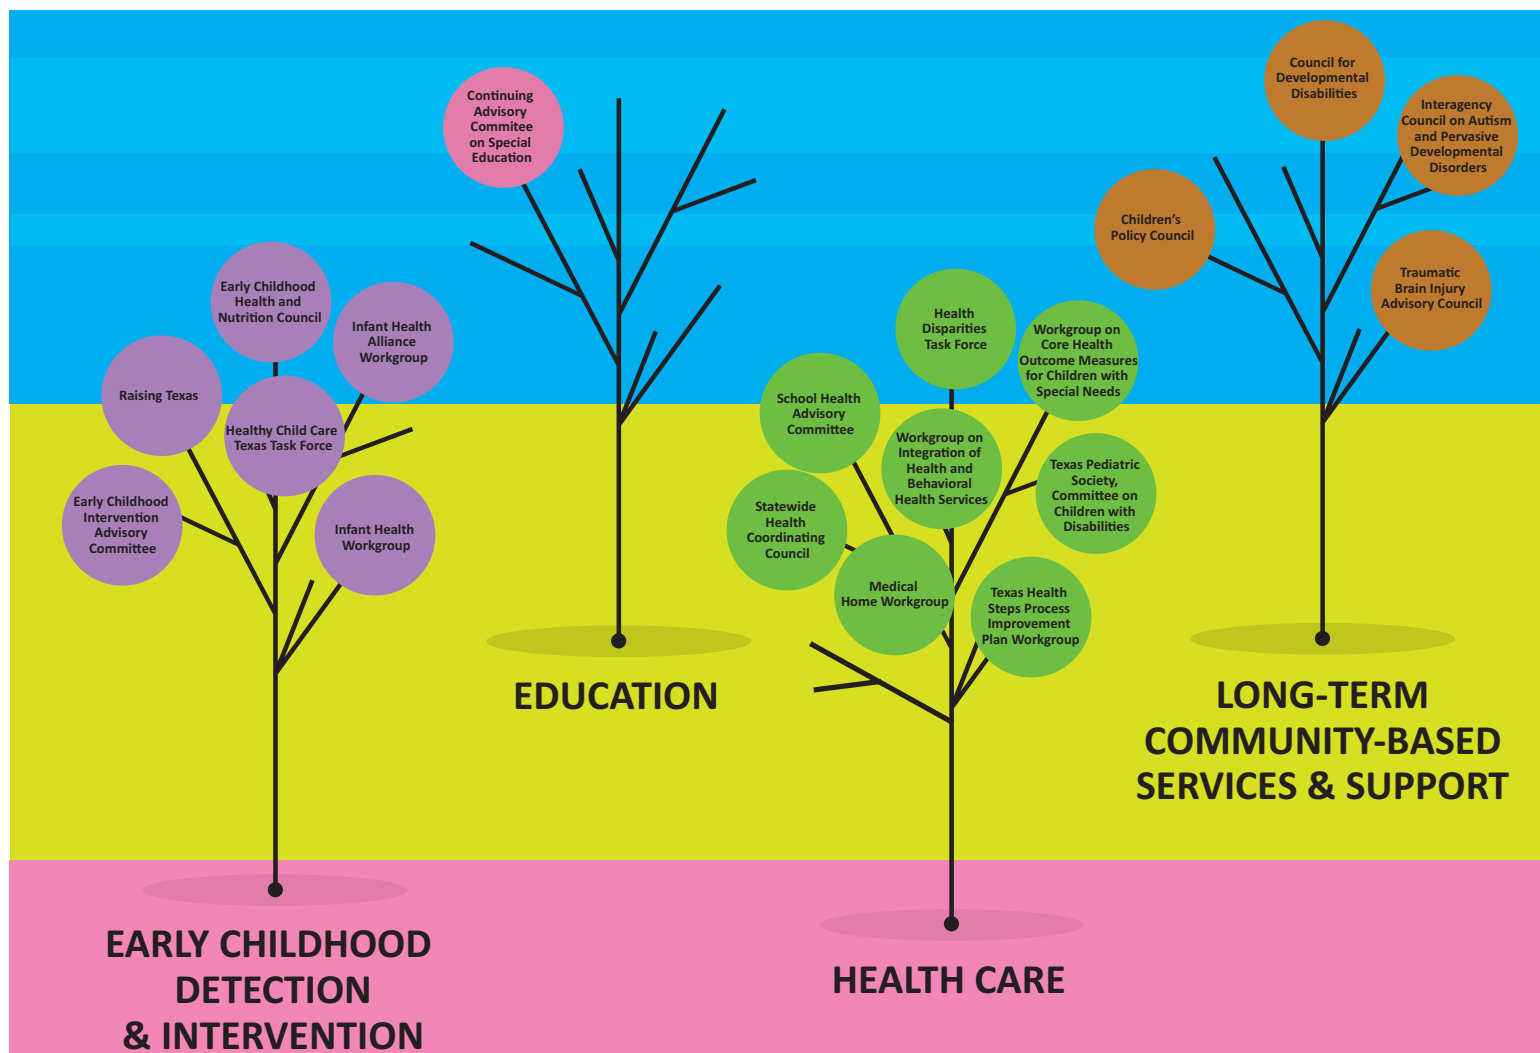 Continuing
Advisory
Commitee
on Special
Education
Early Childhood
Health and
Nutrition Council
Infant Health
Alliance
Workgroup
Raising Texas
Healthy Child Care
Texas Task Force
Early Childhood
Intervention
Advisory
Committee
Infant Health
Workgroup
EARLY CHILDHOOD
DETECTION
& INTERVENTION
EDUCATION
Health
Disparities
Task Force
Workgroup on
Core Health
Outcome Measures
for Children with
Special Needs
School Health
Advisory
Committee
Workgroup on
Integration of
Health and
Behavioral
Health Services
Texas Pediatric
Society,
Committee on
Children with
Disabilities
Statewide
Health
Coordinating
Council
Medical
Home Workgroup
Texas Health
Steps Process
Improvement
Plan Workgroup
HEALTH CARE
Council for
Developmental
Disabilities
Interagency
Council on Autism
and Pervasive
Developmental
Disorders
Children's
Policy Council
Traumatic
Brain Injury
Advisory Council
LONG-TERM
COMMUNITY-BASED
SERVICES & SUPPORT